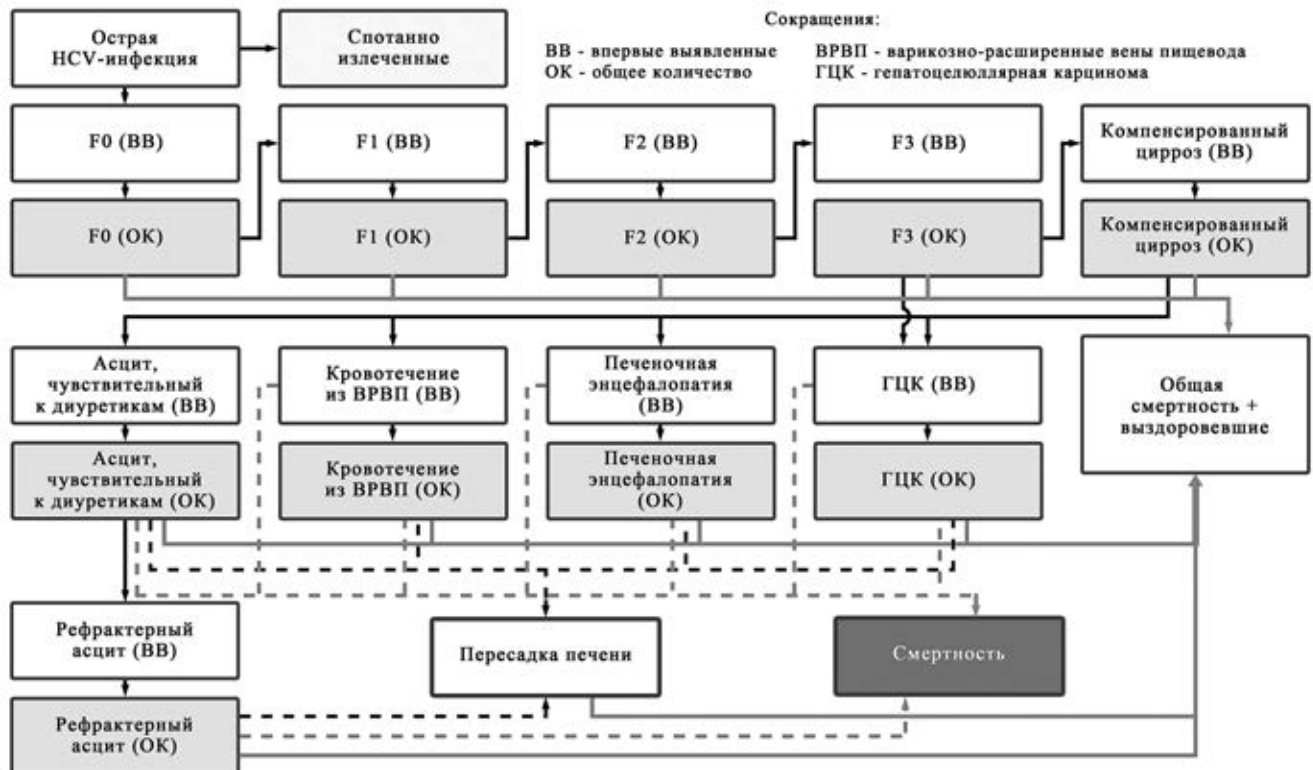 Сокращения:
ВВ - впервые выявленные
ОК - общее количество
ВРВП - варикозно-расширенные вены пищевода
ГЦК - гепатоцелюллярная карцинома
Острая
HCV-инфекция
Спотанно
излеченные
F0 (ВВ)
F1 (ВВ)
F2 (ВВ)
F3 (ВВ)
Компенсированный
цирроз (ВВ)
F0 (ОК)
F1 (ОК)
F2 (ОК)
F3 (ОК)
Компенсированный
цирроз (ОК)
Асцит,
чувствительный
к диуретикам (ВВ)
Кровотечение
из ВРВП (ВВ)
Печеночная
энцефалопатия
(ВВ)
ГЦК (ВВ)
Общая
смертность +
выздоровевшие
Асцит,
чувствительный
к диуретикам (ОК)
Кровотечение
из ВРВП (ОК)
Печеночная
энцефалопатия
(ОК)
ГЦК (ОК)
Рефрактерный
асцит (ВВ)
Пересадка печени
Смертность
Рефрактерный
асцит (ОК)